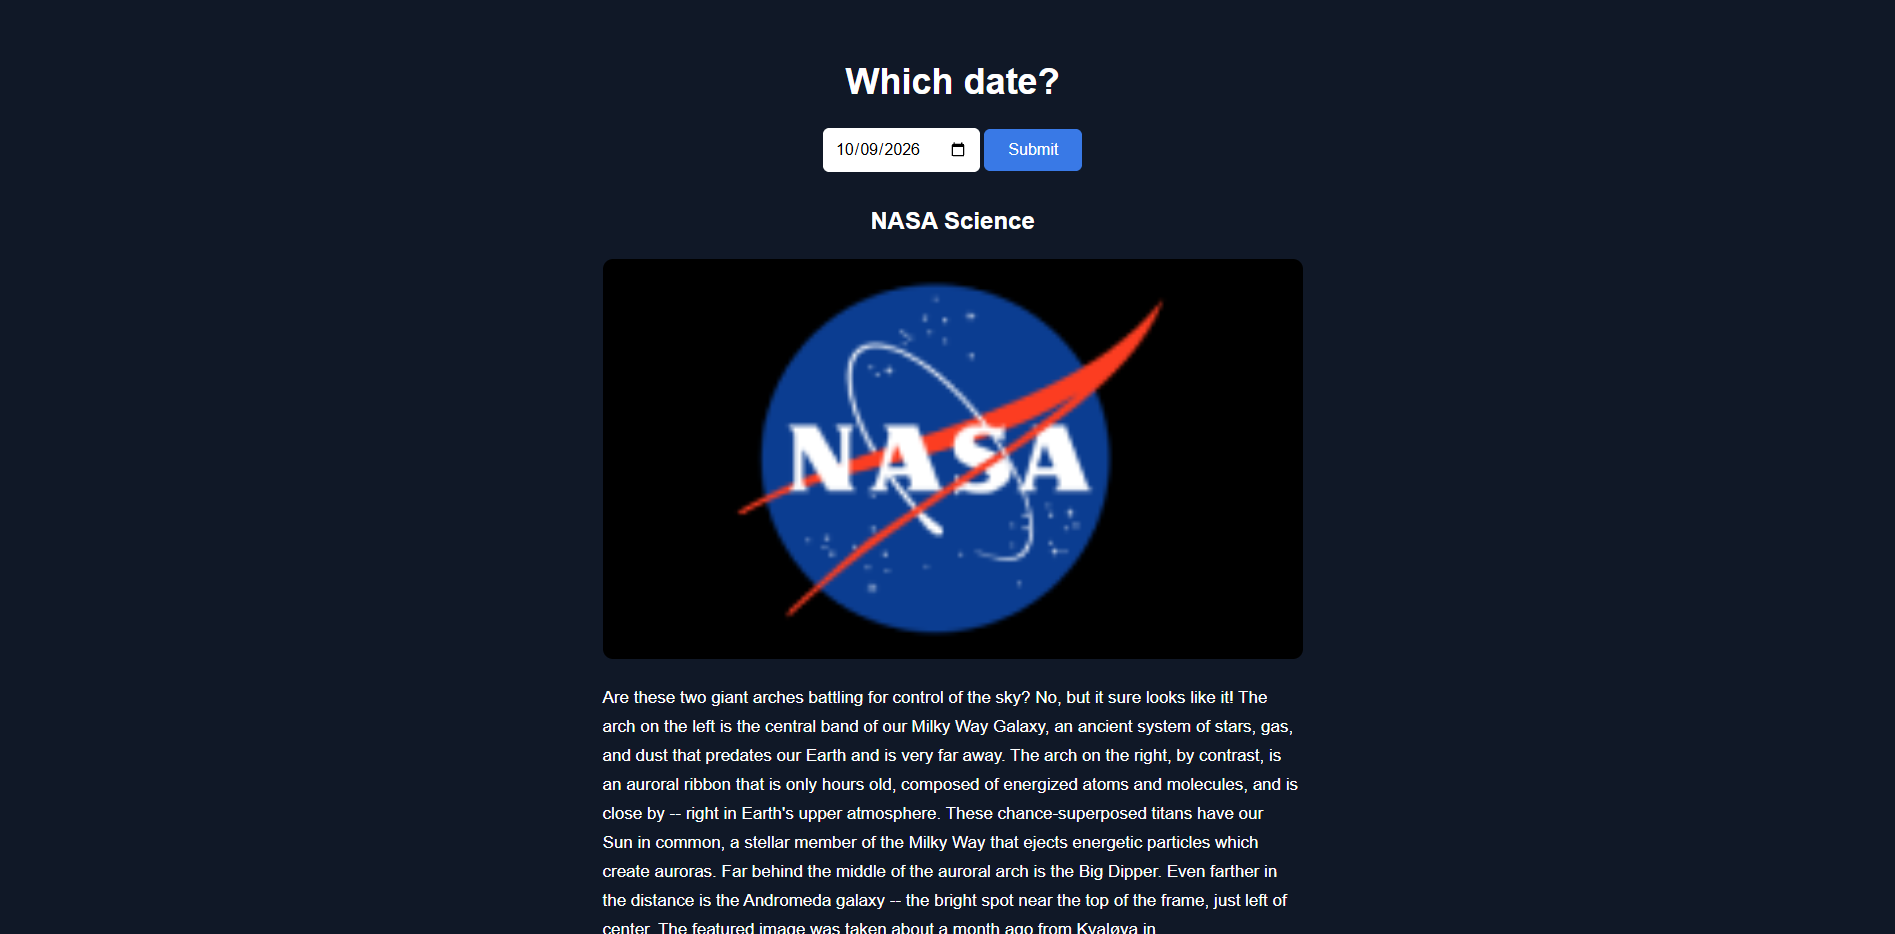 Which date?
10/09/2026
Submit
NASA Science
NASA
Are these two giant arches battling for control of the sky? No, but it sure looks like it! The
arch on the left is the central band of our Milky Way Galaxy, an ancient system of stars, gas,
and dust that predates our Earth and is very far away. The arch on the right, by contrast, is
an auroral ribbon that is only hours old, composed of energized atoms and molecules, and is
close by -- right in Earth's upper atmosphere. These chance-superposed titans have our
Sun in common, a stellar member of the Milky Way that ejects energetic particles which
create auroras. Far behind the middle of the auroral arch is the Big Dipper. Even farther in
the distance is the Andromeda galaxy -- the bright spot near the top of the frame, just left of
center. The featured image was taken about a month ago from Kvaløya in